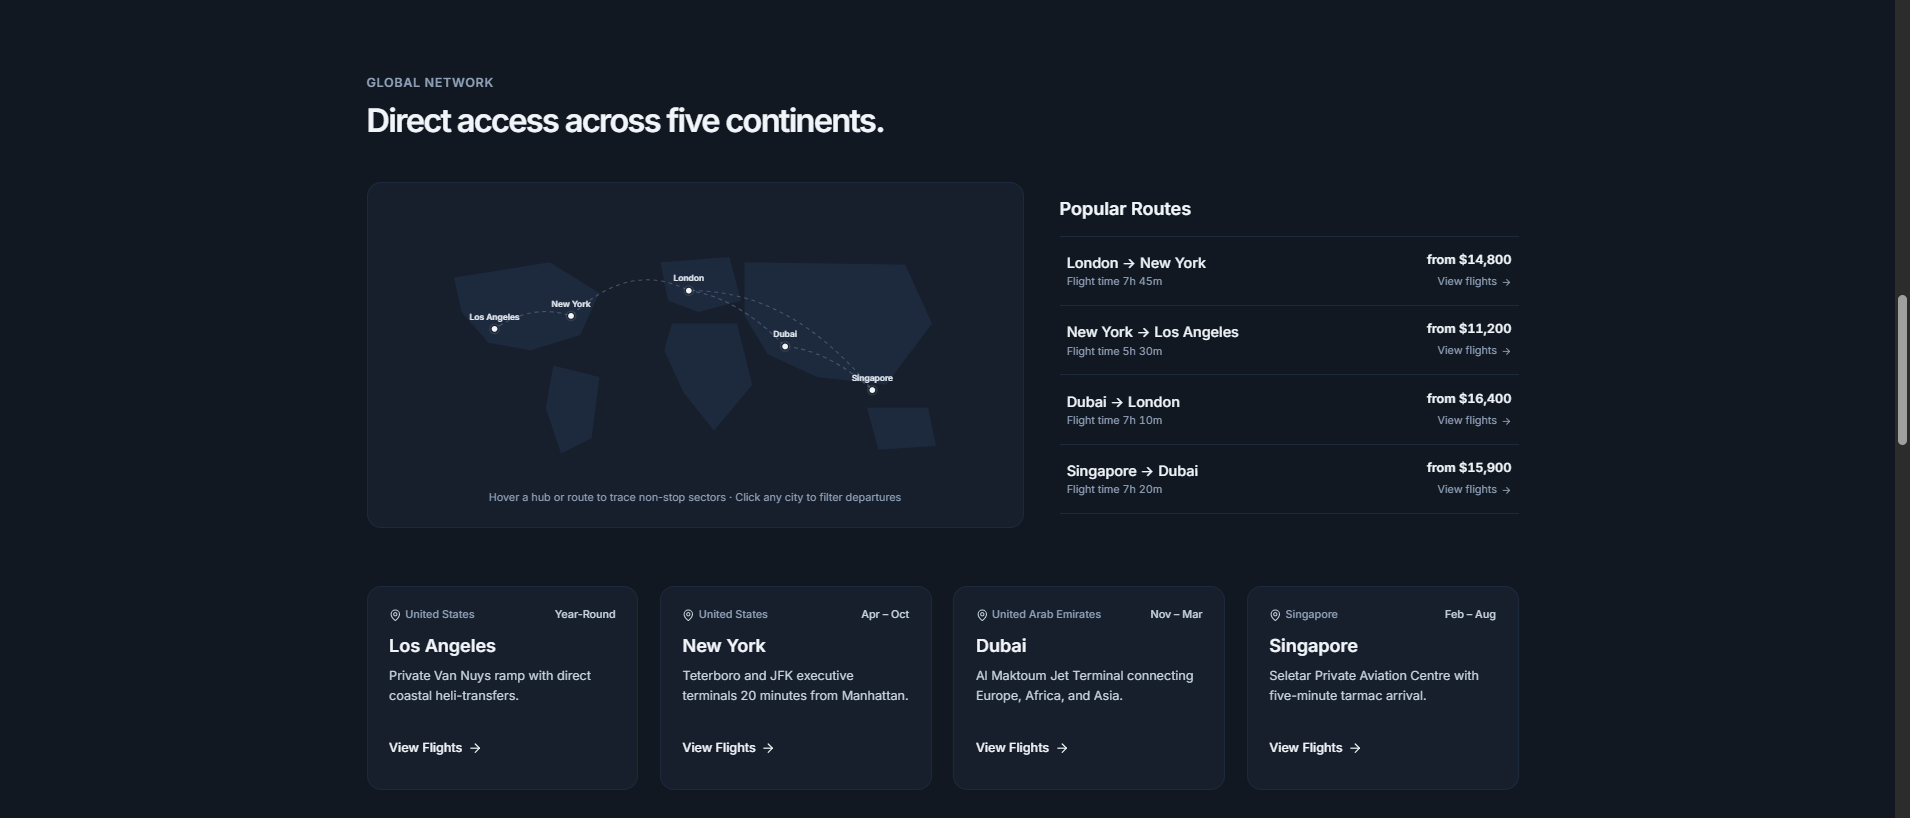 GLOBAL NETWORK
Direct access across five continents.
London
New York
Los Angeles
Dubai
Singapore
Hover a hub or route to trace non-stop sectors · Click any city to filter departures
Popular Routes
London → New York
from $14,800
Flight time 7h 45m
View flights →
New York → Los Angeles
from $11,200
Flight time 5h 30m
View flights →
Dubai → London
from $16,400
Flight time 7h 10m
View flights →
Singapore → Dubai
from $15,900
Flight time 7h 20m
View flights →
United States
Year-Round
Los Angeles
Private Van Nuys ramp with direct
coastal heli-transfers.
View Flights →
United States
Apr – Oct
New York
Teterboro and JFK executive
terminals 20 minutes from Manhattan.
View Flights →
United Arab Emirates
Nov – Mar
Dubai
Al Maktoum Jet Terminal connecting
Europe, Africa, and Asia.
View Flights →
Singapore
Feb – Aug
Singapore
Seletar Private Aviation Centre with
five-minute tarmac arrival.
View Flights →